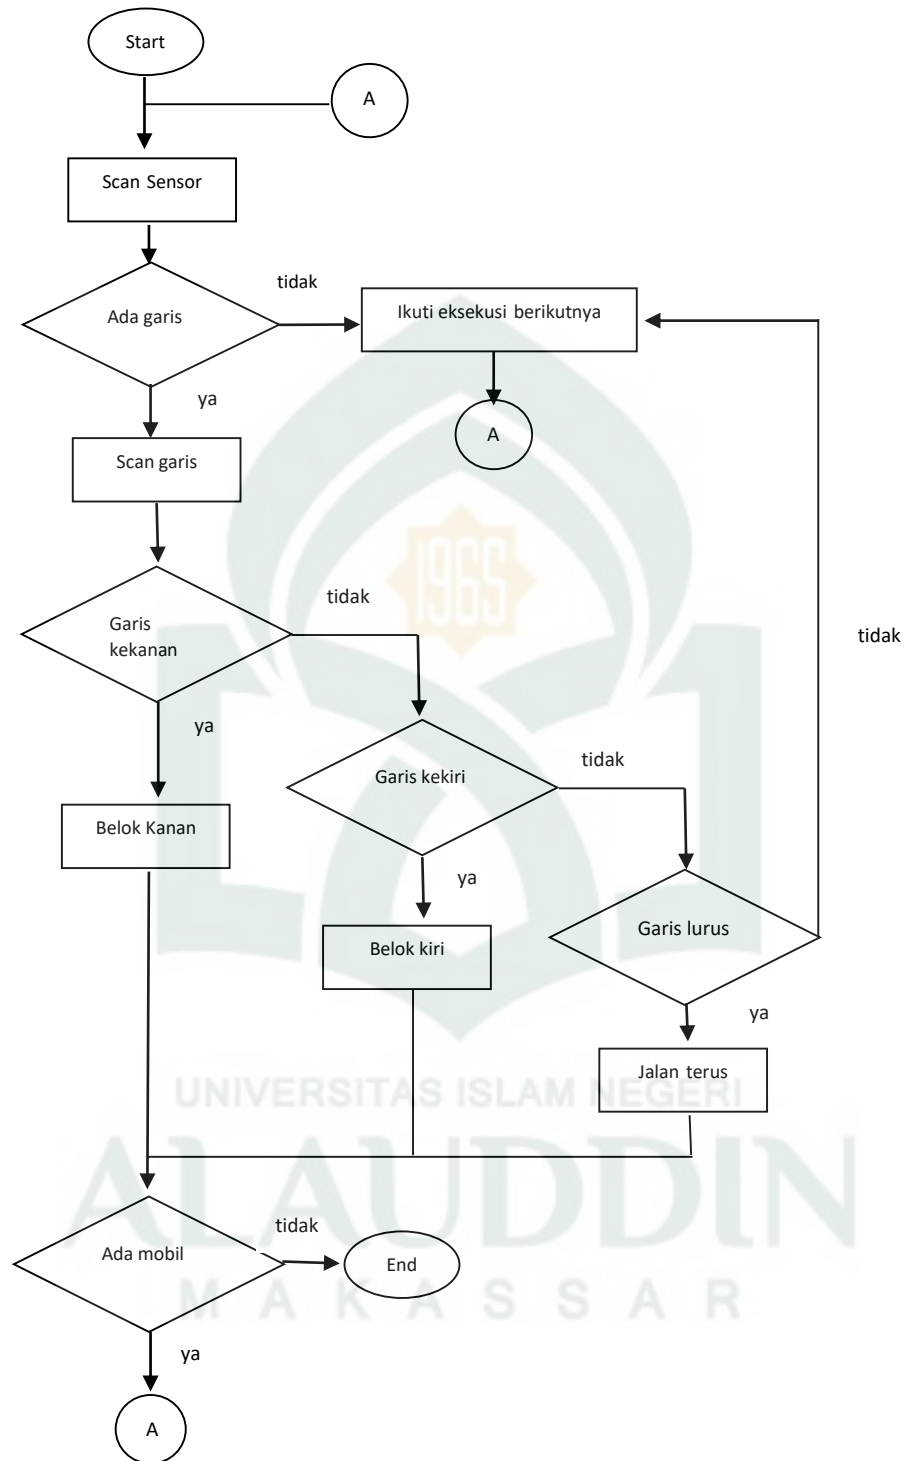 Start
A
Scan Sensor
tidak
Ada garis
Ikuti eksekusi berikutnya
ya
A
Scan garis
1965
tidak
Garis
kekanan
tidak
ya
Garis kekiri
tidak
Belok Kanan
ya
Garis lurus
Belok kiri
ya
Jalan terus
UNIVERSITAS ISLAM NEGERI
ALAUDDIN
tidak
Ada mobil
End
MAKASSAR
ya
A